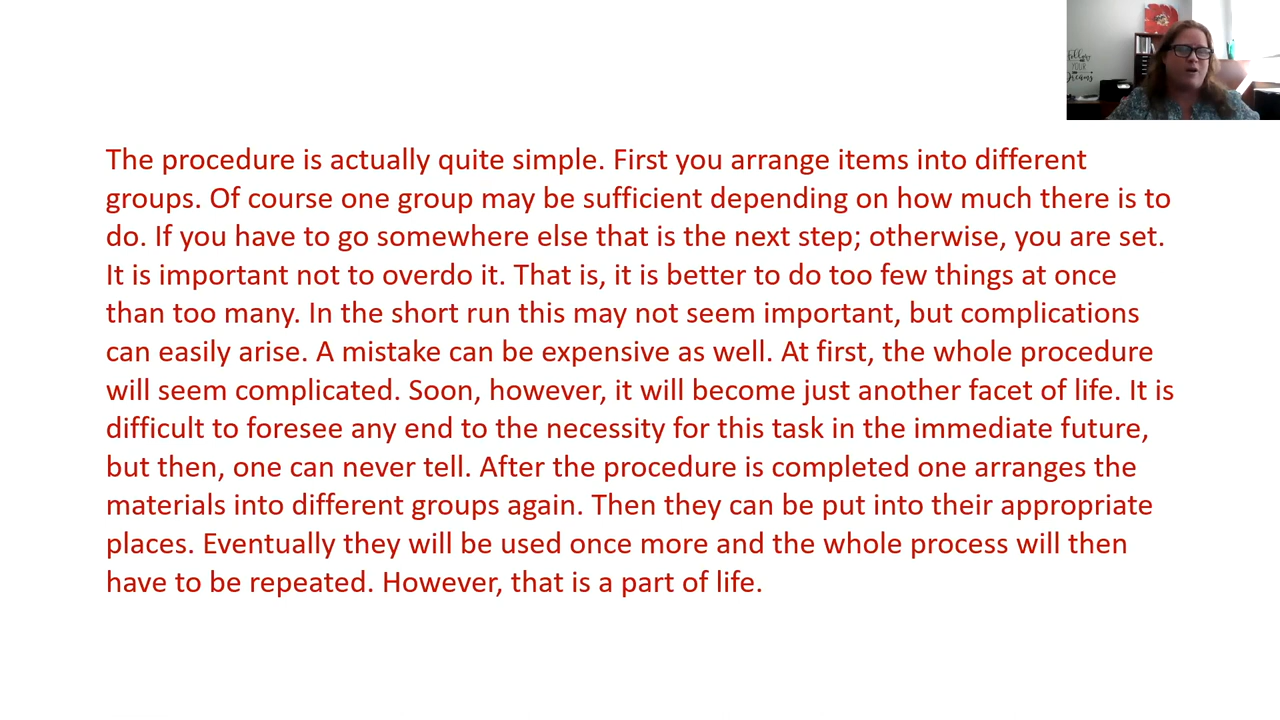 The procedure is actually quite simple. First you arrange items into different
groups. Of course one group may be sufficient depending on how much there is to
do. If you have to go somewhere else that is the next step; otherwise, you are set.
It is important not to overdo it. That is, it is better to do too few things at once
than too many. In the short run this may not seem important, but complications
can easily arise. A mistake can be expensive as well. At first, the whole procedure
will seem complicated. Soon, however, it will become just another facet of life. It is
difficult to foresee any end to the necessity for this task in the immediate future,
but then, one can never tell. After the procedure is completed one arranges the
materials into different groups again. Then they can be put into their appropriate
places. Eventually they will be used once more and the whole process will then
have to be repeated. However, that is a part of life.
YOUR
Dreams